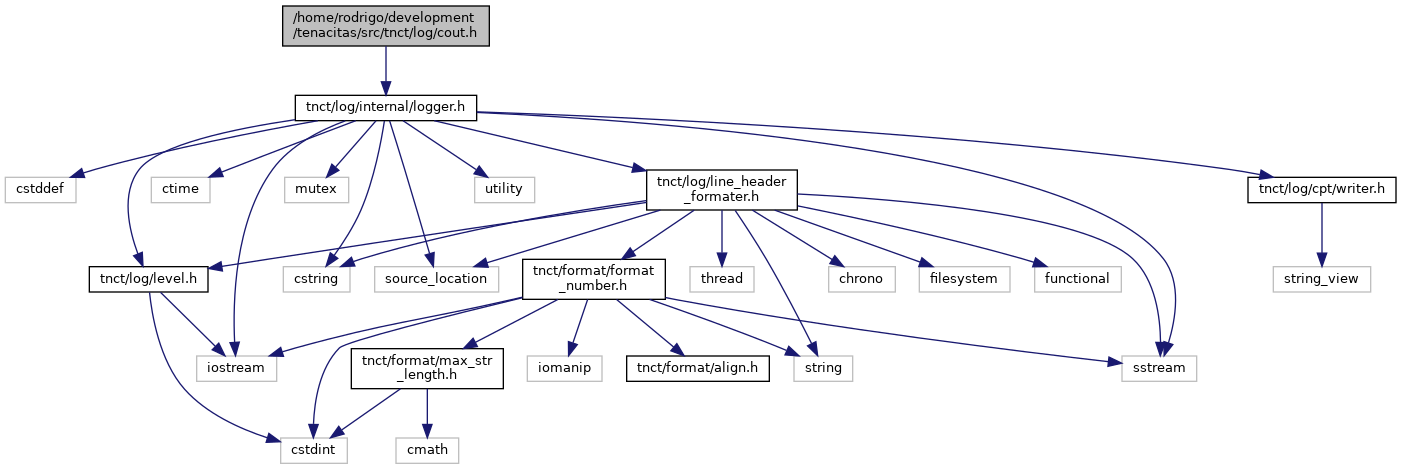 /home/rodrigo/development
/tenacitas/src/tnct/log/cout.h
tnct/log/internal/logger.h
cstddef
ctime
mutex
utility
tnct/log/line_header
_formater.h
tnct/log/cpt/writer.h
tnct/log/level.h
cstring
source_location
tnct/format/format
_number.h
thread
chrono
filesystem
functional
string_view
iostream
tnct/format/max_str
_length.h
iomanip
tnct/format/align.h
string
sstream
cstdint
cmath